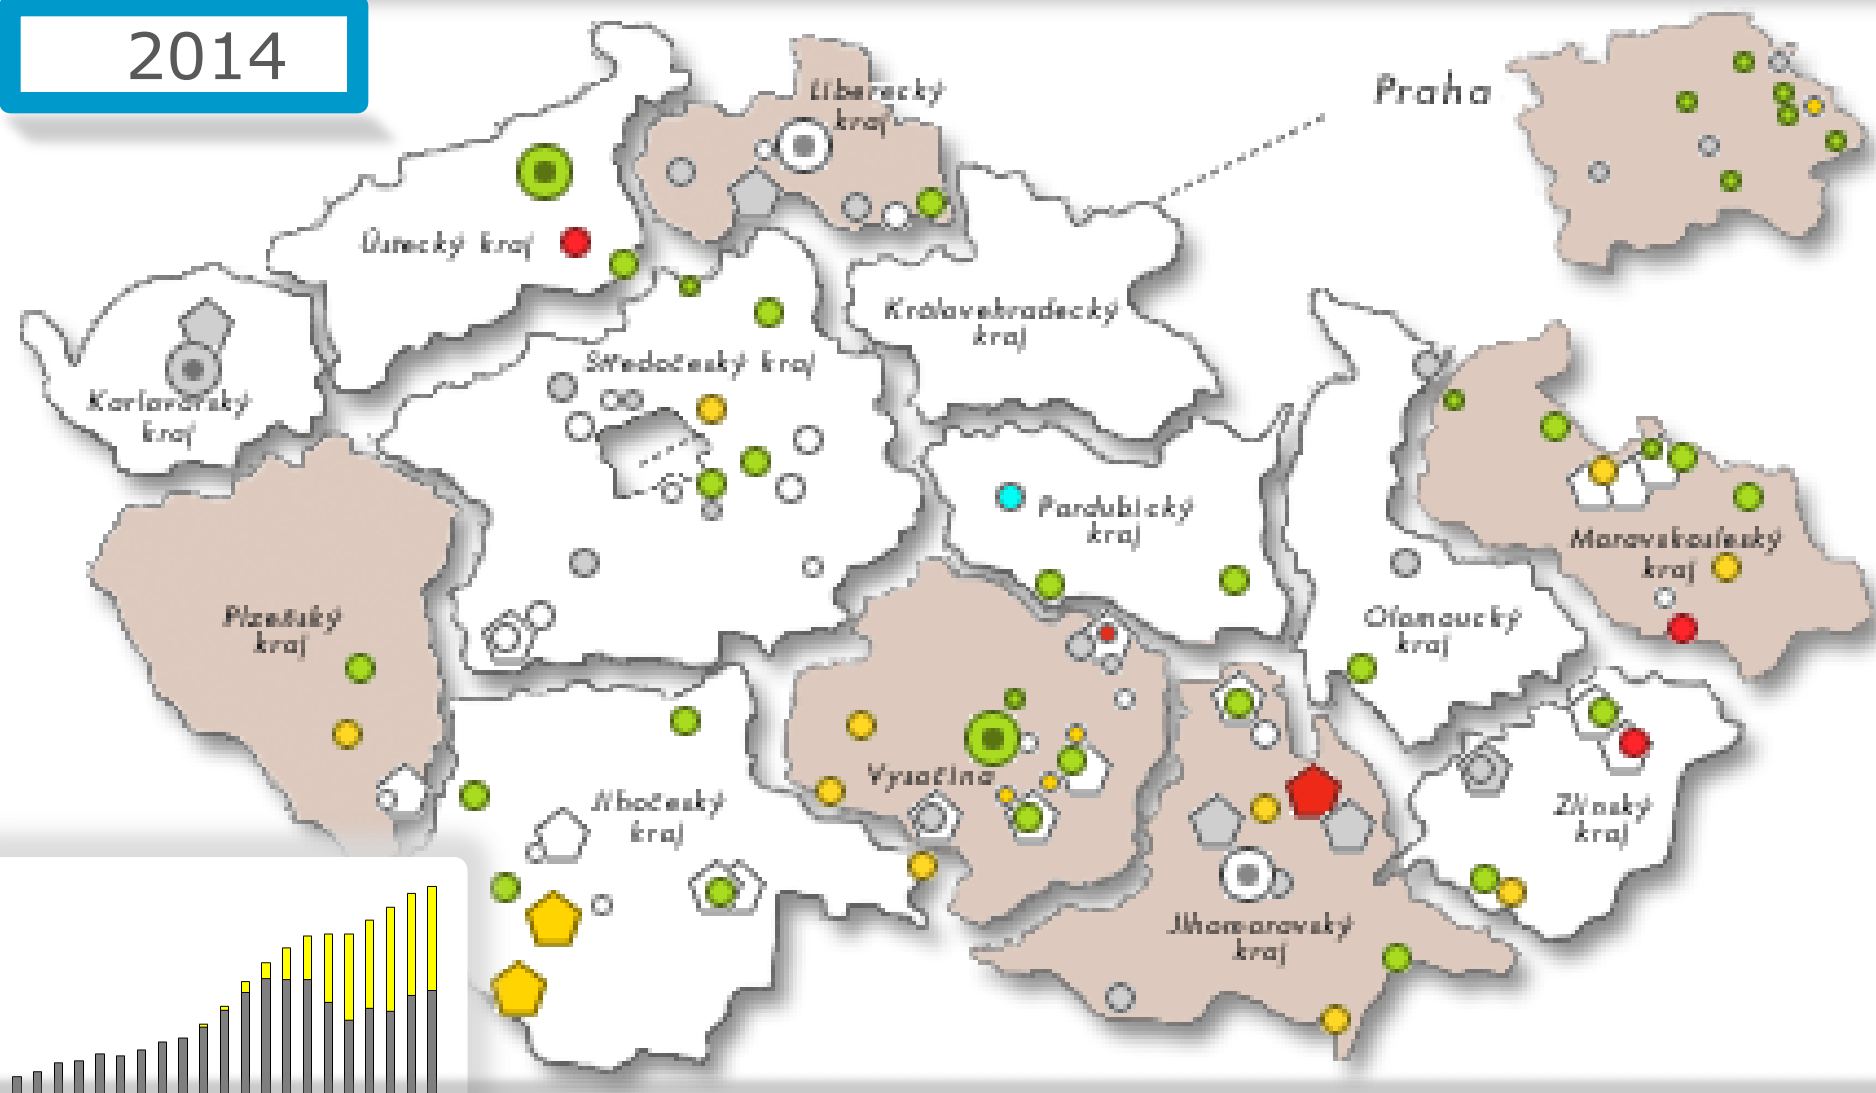 2014
Praha
Liberecký
kraj
Ústecký kraj
Královehradecký
kraj
Středočeský kraj
Karlovarský
kraj
Pardubický
kraj
Moravskoslezský
kraj
Plzeňský
kraj
Olomoucký
kraj
Vysočina
Jihočeský
kraj
Zlínský
kraj
Jihomoravský
kraj